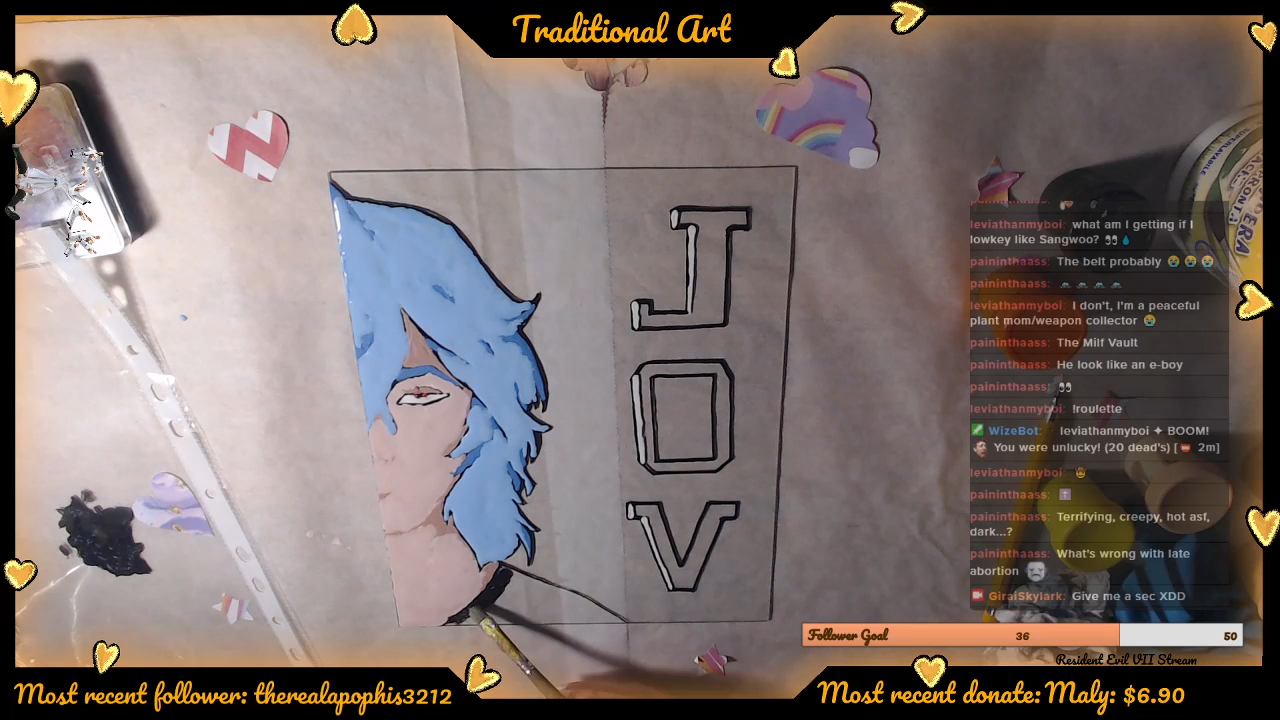 Traditional Art
J
O
V
leviathanmyboi: what am I getting if I
lowkey like Sangwoo? 👀💧
paininthaass: The belt probably 😭 😭 😭
paininthaass:
leviathanmyboi: I don't, I'm a peaceful
plant mom/weapon collector 😭
paininthaass: The Milf Vault
paininthaass: He look like an e-boy
paininthaass: 👀
leviathanmyboi: !roulette
WizeBot: leviathanmyboi ✦ BOOM!
You were unlucky! (20 dead's) [ 2m]
leviathanmyboi: 🤠
paininthaass: ✝️
paininthaass: Terrifying, creepy, hot asf,
dark...?
paininthaass: What's wrong with late
abortion
GiralSkylark: Give me a sec XDD
Follower Goal 36 50
Resident Evil VII Stream
Most recent follower: therealapophis3212
Most recent donate: Maly: $6.90